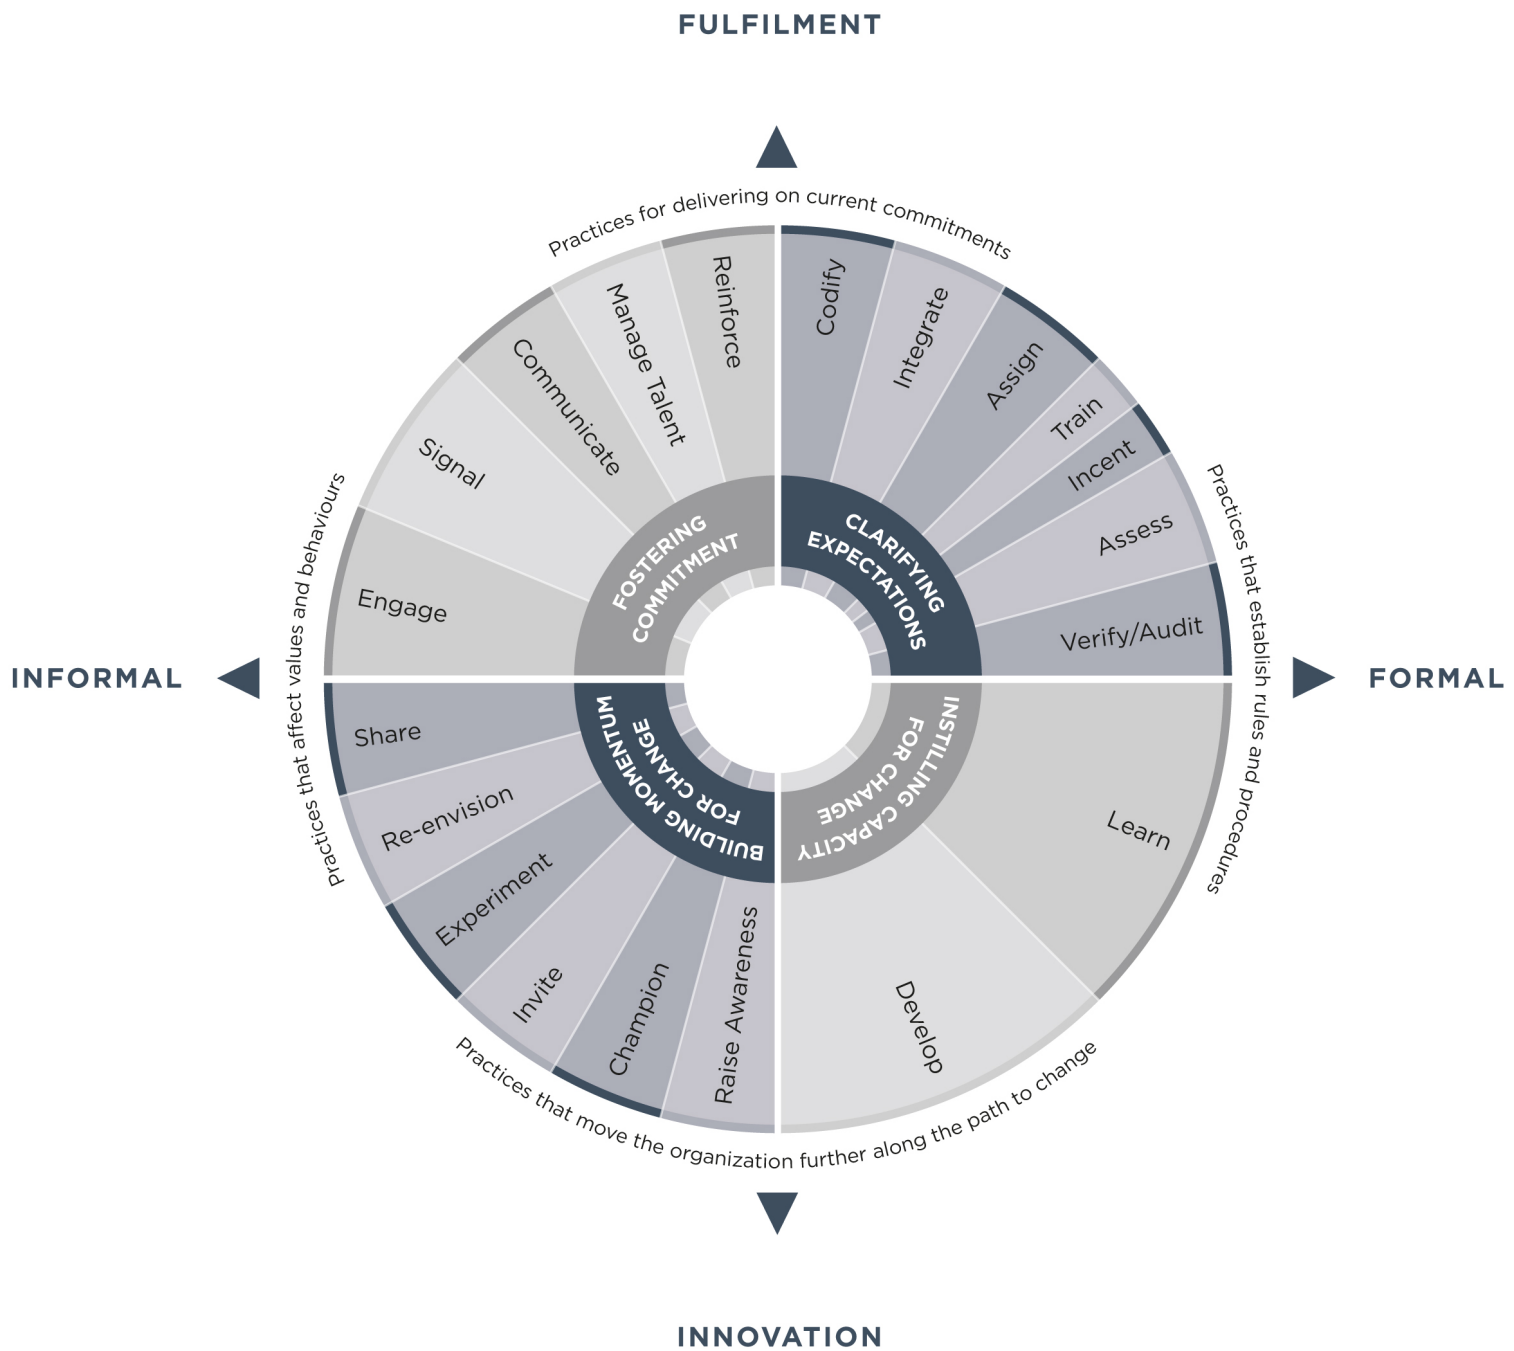 FULFILMENT
Practices for delivering on current commitments
Reinforce
Manage Talent
Communicate
Signal
Engage
FOSTERING
COMMITMENT
Codify
Integrate
Assign
Train
Incent
Assess
Verify/Audit
CLARIFYING
EXPECTATIONS
Practices that affect values and behaviours
INFORMAL
FORMAL
Practices that establish rules and procedures
Share
Re-envision
Experiment
Invite
Champion
Raise Awareness
BUILDING MOMENTUM
FOR CHANGE
Learn
Develop
INSTILLING CAPACITY
FOR CHANGE
Practices that move the organization further along the path to change
INNOVATION